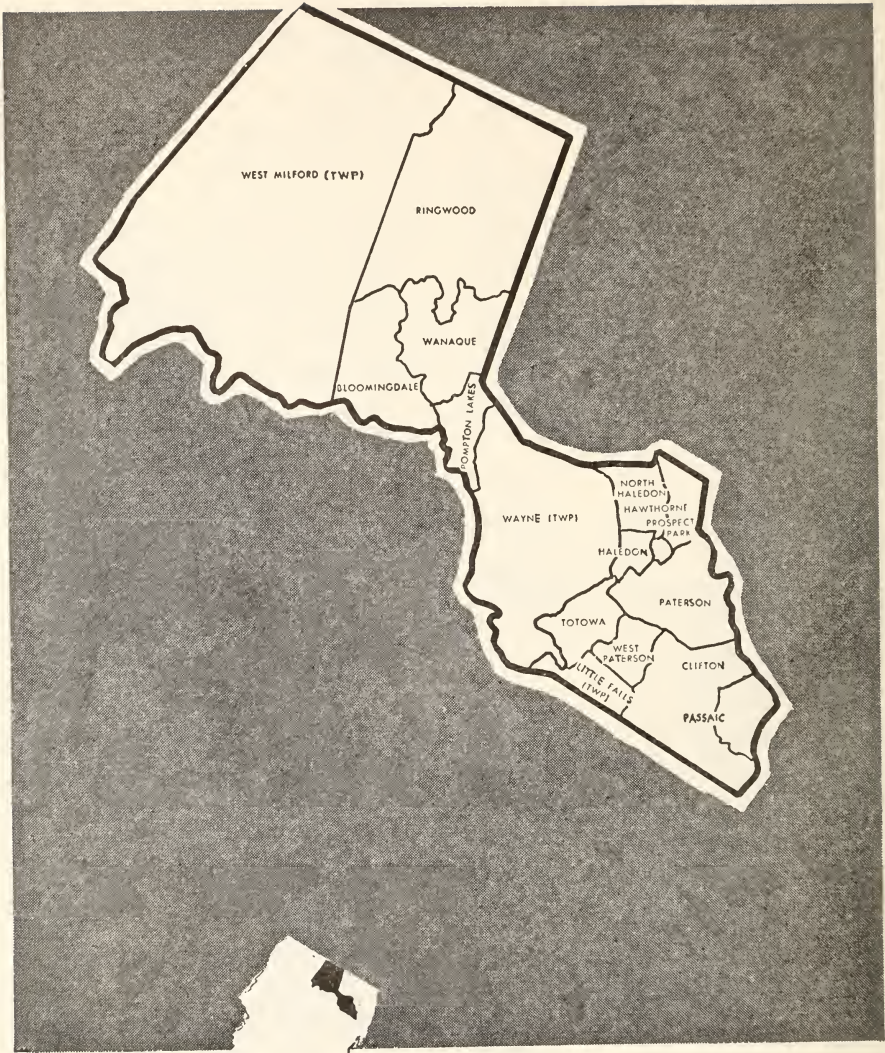 WEST MILFORD (TWP)
RINGWOOD
WANAQUE
BLOOMINGDALE
POMPTON LAKES
NORTH
HALEDON
HAWTHORNE
PROSPECT
PARK
WAYNE (TWP)
HALEDON
PATERSON
TOTOWA
WEST
PATERSON
CLIFTON
LITTLE FALLS
(TWP)
PASSAIC